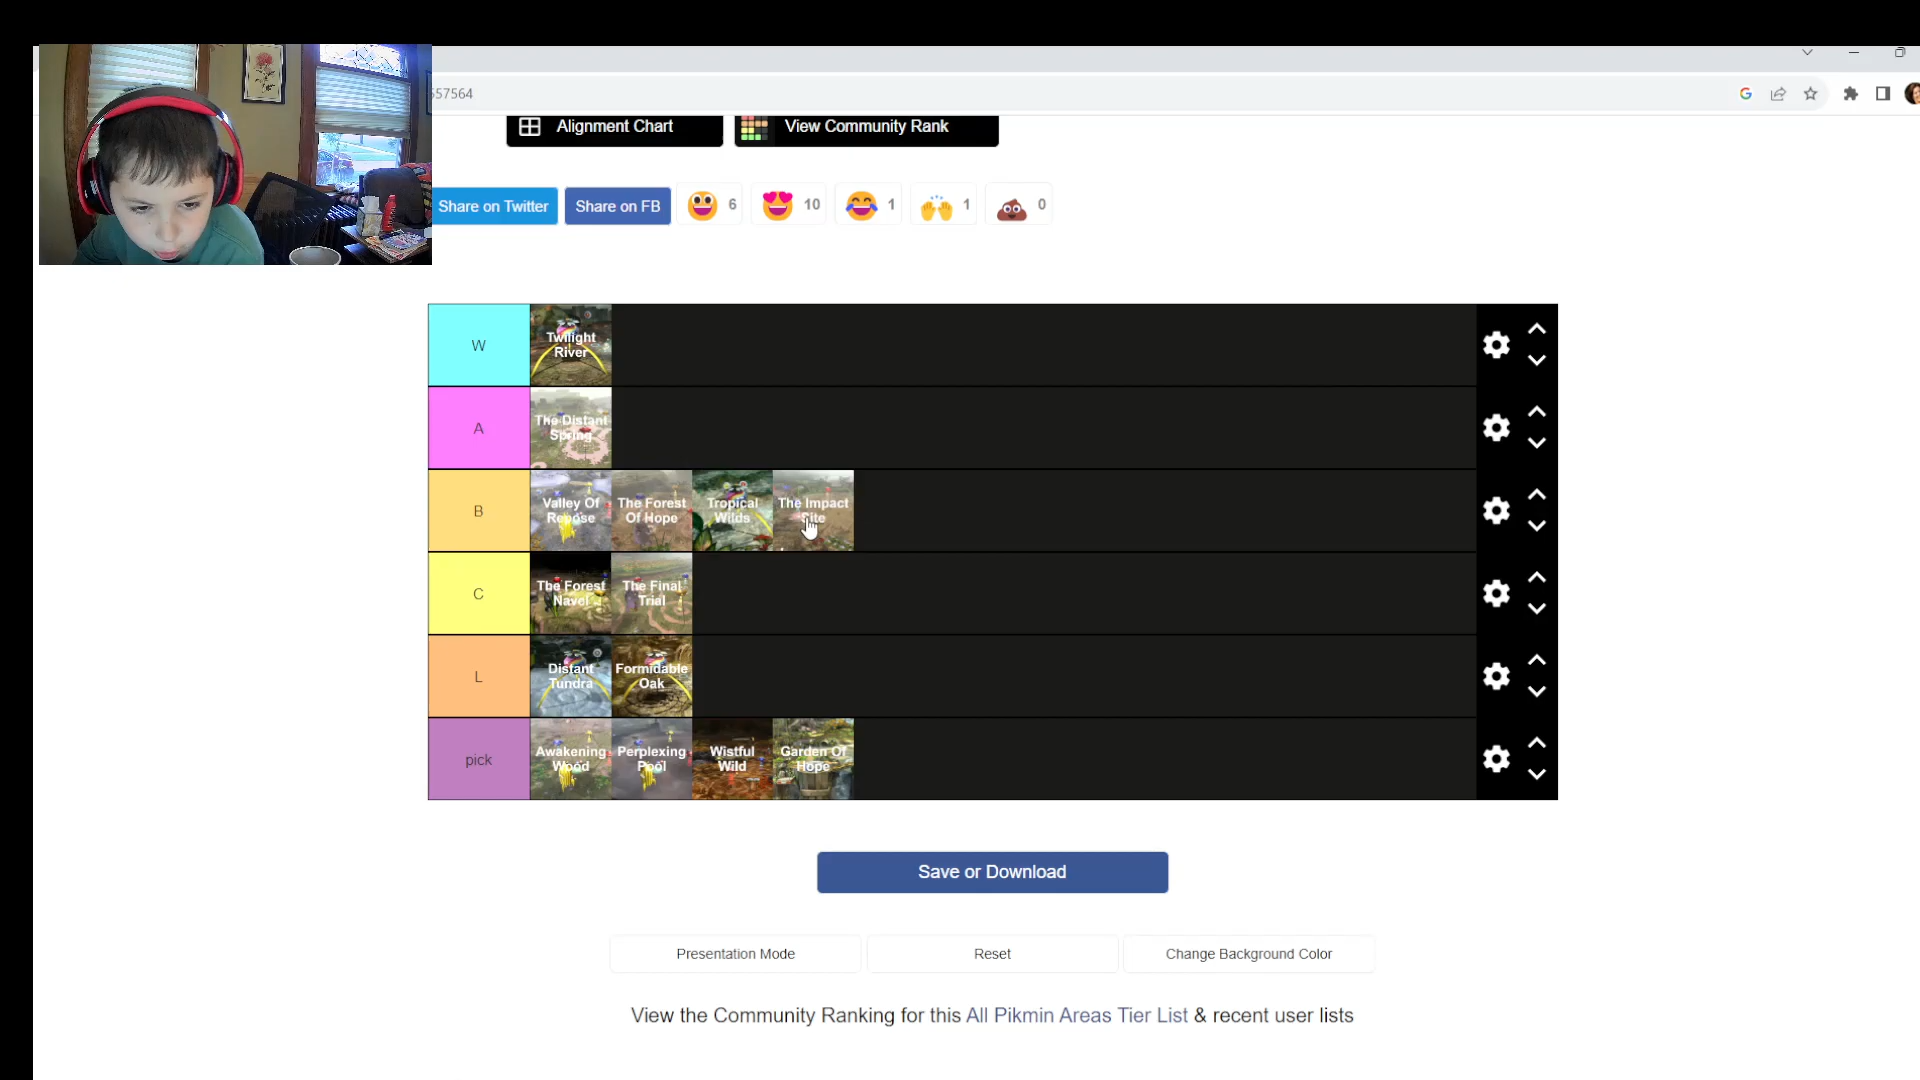 557564
Alignment Chart
View Community Rank
Share on Twitter
Share on FB
6
10
1
1
0
W
Twilight
River
A
The Distant
Spring
B
Valley Of
Repose
The Forest
Of Hope
Tropical
Wilds
The Impact
Site
C
The Forest
Navel
The Final
Trial
L
Distant
Tundra
Formidable
Oak
pick
Awakening
Wood
Perplexing
Pool
Wistful
Wild
Garden Of
Hope
Save or Download
Presentation Mode
Reset
Change Background Color
View the Community Ranking for this All Pikmin Areas Tier List & recent user lists